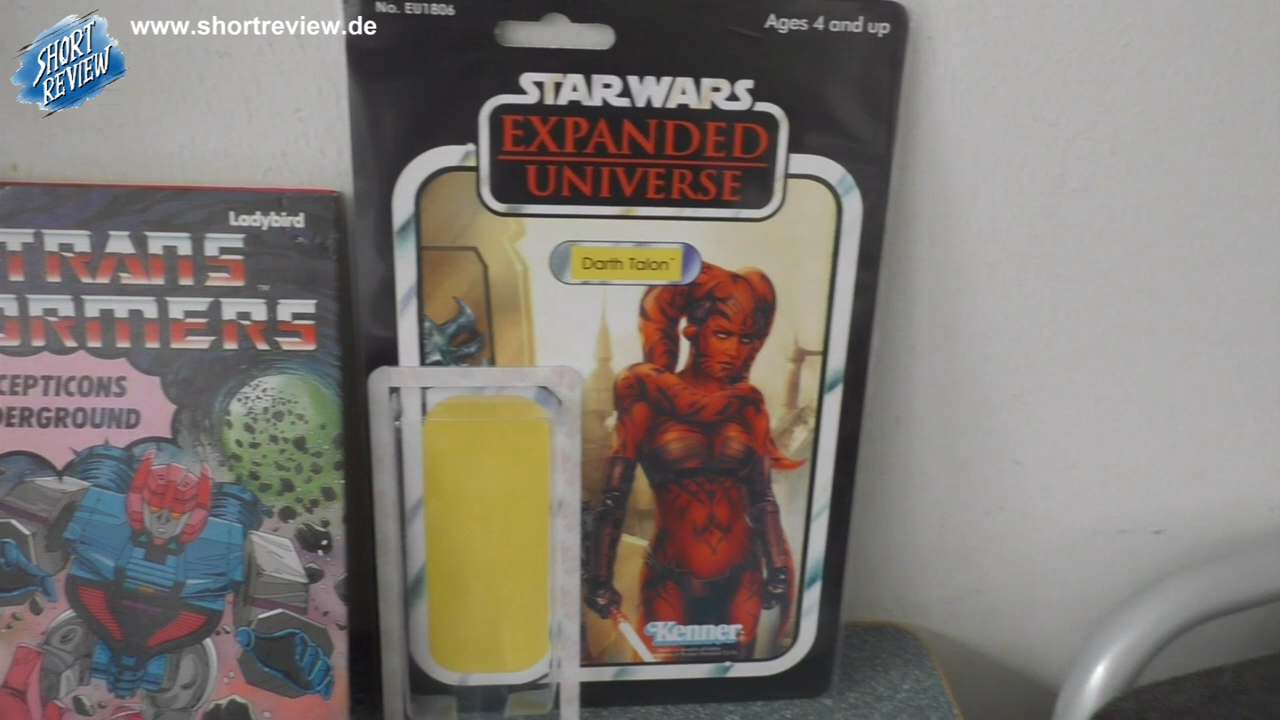 SHORT
REVIEW
www.shortreview.de
No. EU1806
Ages 4 and up
STAR WARS
EXPANDED
UNIVERSE
Darth Talon™
Kenner
Ladybird
TRANS
ORMERS
CEPTICONS
DERGROUND